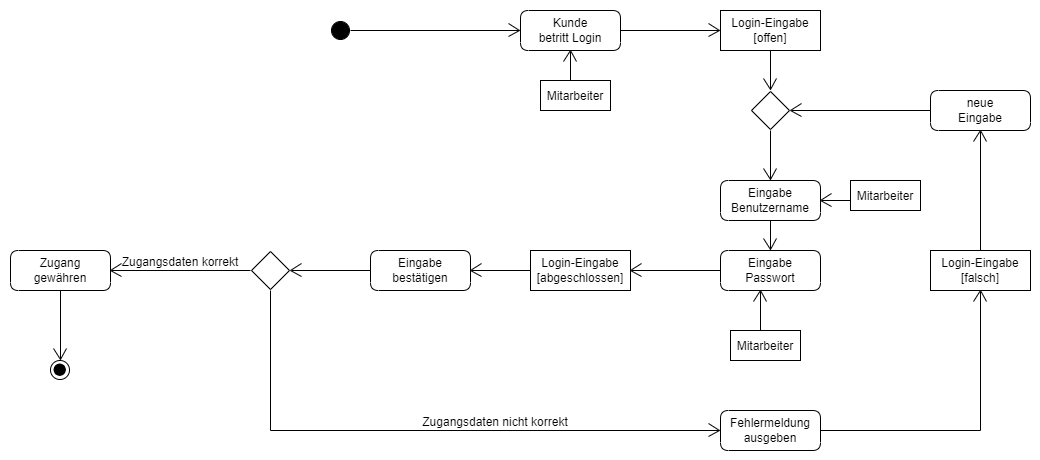 Kunde
betritt Login
Login-Eingabe
[offen]
Mitarbeiter
neue
Eingabe
Eingabe
Benutzername
Mitarbeiter
Zugang
gewähren
Zugangsdaten korrekt
Eingabe
bestätigen
Login-Eingabe
[abgeschlossen]
Eingabe
Passwort
Login-Eingabe
[falsch]
Mitarbeiter
Zugangsdaten nicht korrekt
Fehlermeldung
ausgeben